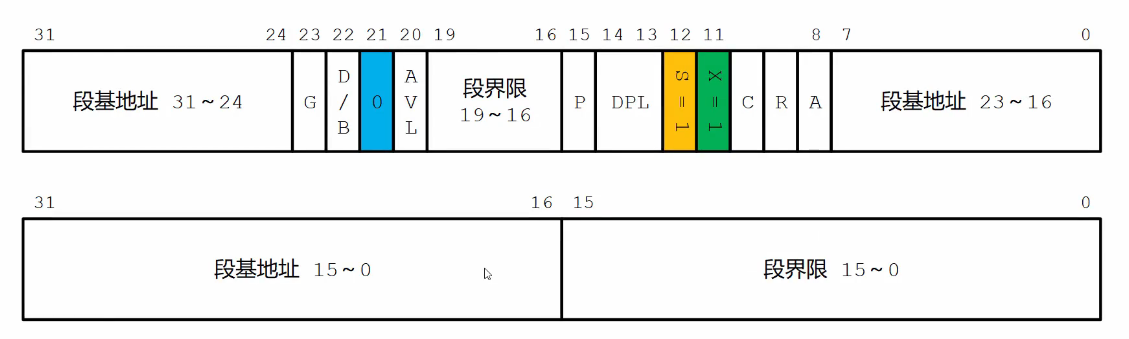 31 24 23 22 21 20 19 16 15 14 13 12 11 8 7 0
段基地址 31~24
G
D/B
0
AVL
段界限
19~16
P
DPL
S=1
X=1
C
R
A
段基地址 23~16
31 16 15 0
段基地址 15~0
段界限 15~0